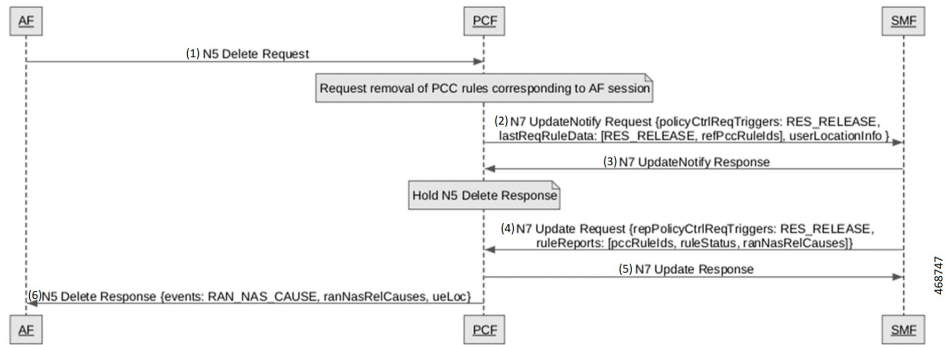 AF PCF SMF
(1) N5 Delete Request
Request removal of PCC rules corresponding to AF session
(2) N7 UpdateNotify Request {policyCtrlReqTriggers: RES_RELEASE,
lastReqRuleData: [RES_RELEASE, refPccRuleIds], userLocationInfo }
(3) N7 UpdateNotify Response
Hold N5 Delete Response
(4) N7 Update Request {repPolicyCtrlReqTriggers: RES_RELEASE,
ruleReports: [pccRuleIds, ruleStatus, ranNasRelCauses]}
(5) N7 Update Response
(6)N5 Delete Response {events: RAN_NAS_CAUSE, ranNasRelCauses, ueLoc}
AF PCF SMF
468747